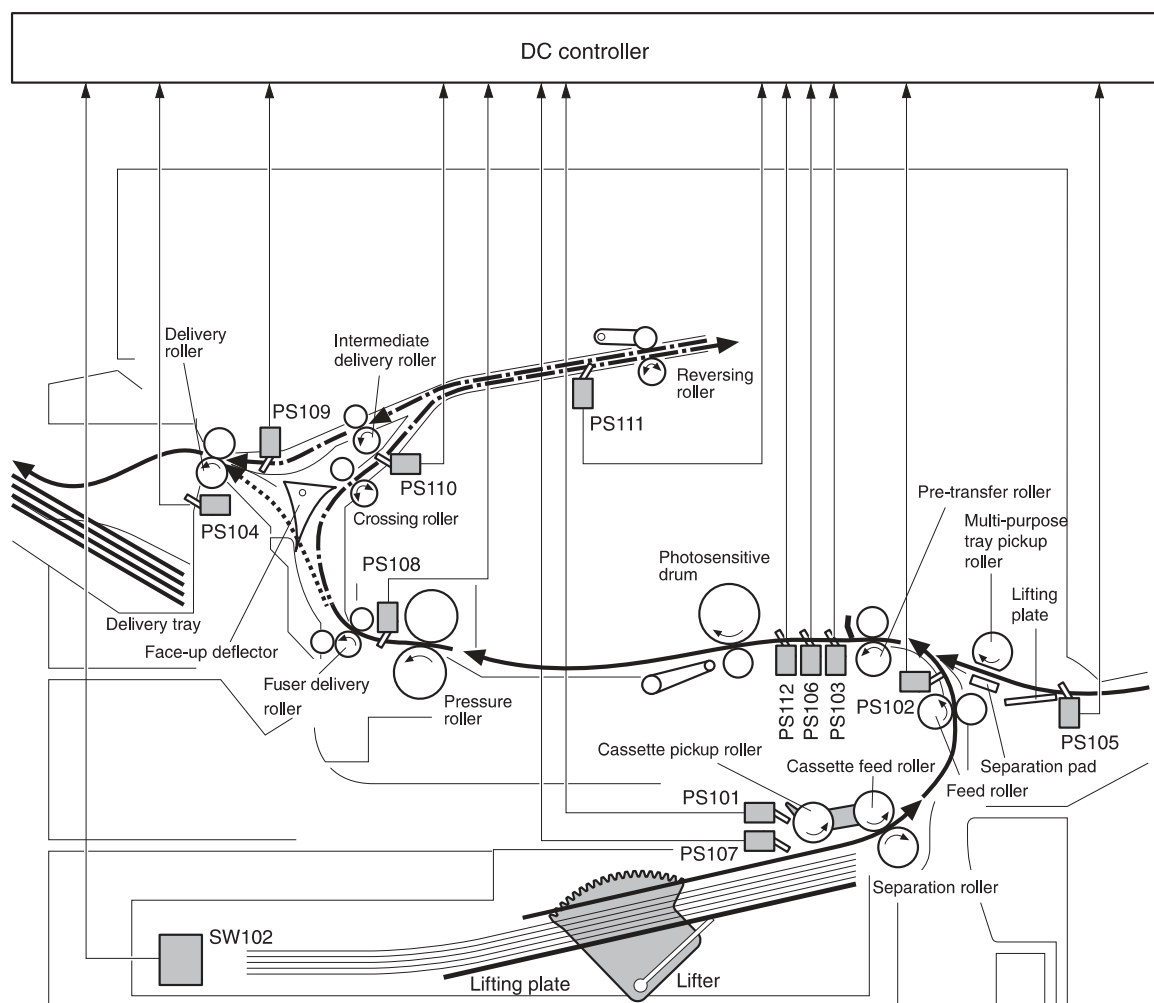 DC controller
Delivery
roller
Intermediate
delivery roller
Reversing
roller
PS109
PS111
PS110
PS104
Crossing roller
Pre-transfer roller
Multi-purpose
tray pickup
roller
Photosensitive
drum
Lifting
plate
PS108
Delivery tray
Face-up deflector
Fuser delivery
roller
Pressure
roller
PS112
PS106
PS103
PS102
PS105
Cassette pickup roller
Cassette feed roller
Separation pad
Feed roller
PS101
PS107
Separation roller
SW102
Lifting plate
Lifter